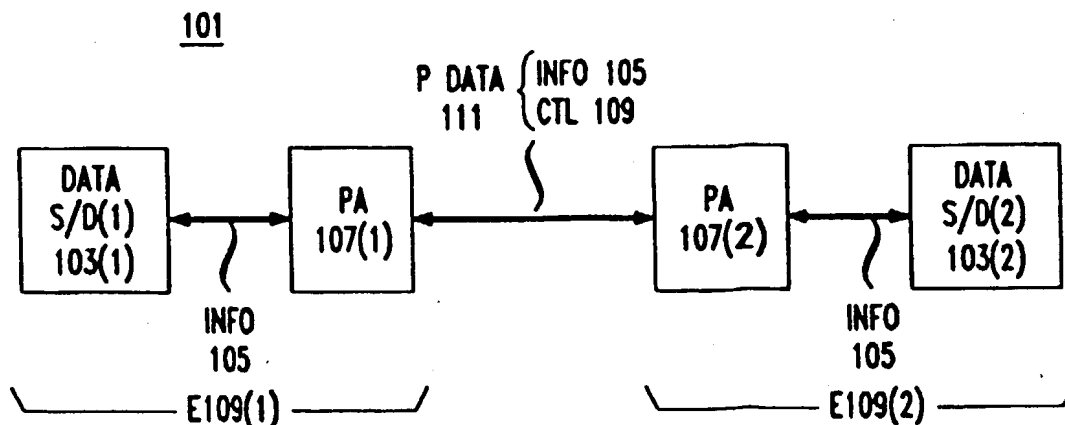 101
P DATA
111
INFO 105
CTL 109
DATA
S/D(1)
103(1)
PA
107(1)
PA
107(2)
DATA
S/D(2)
103(2)
INFO
105
INFO
105
E109(1)
E109(2)